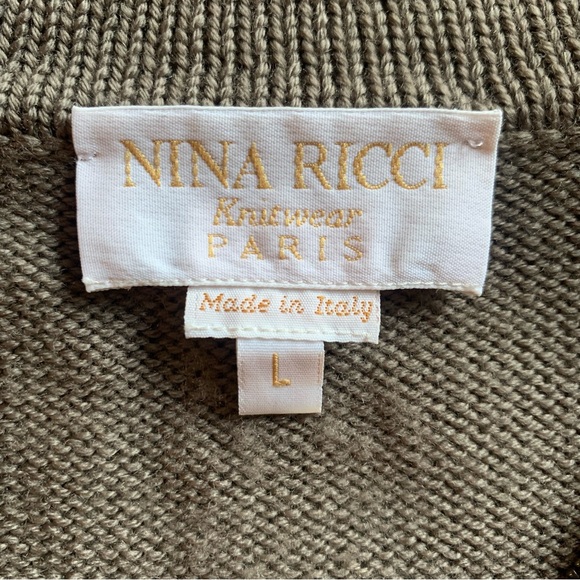 NINA RICCI
Knitwear
PARIS
Made in Italy
L